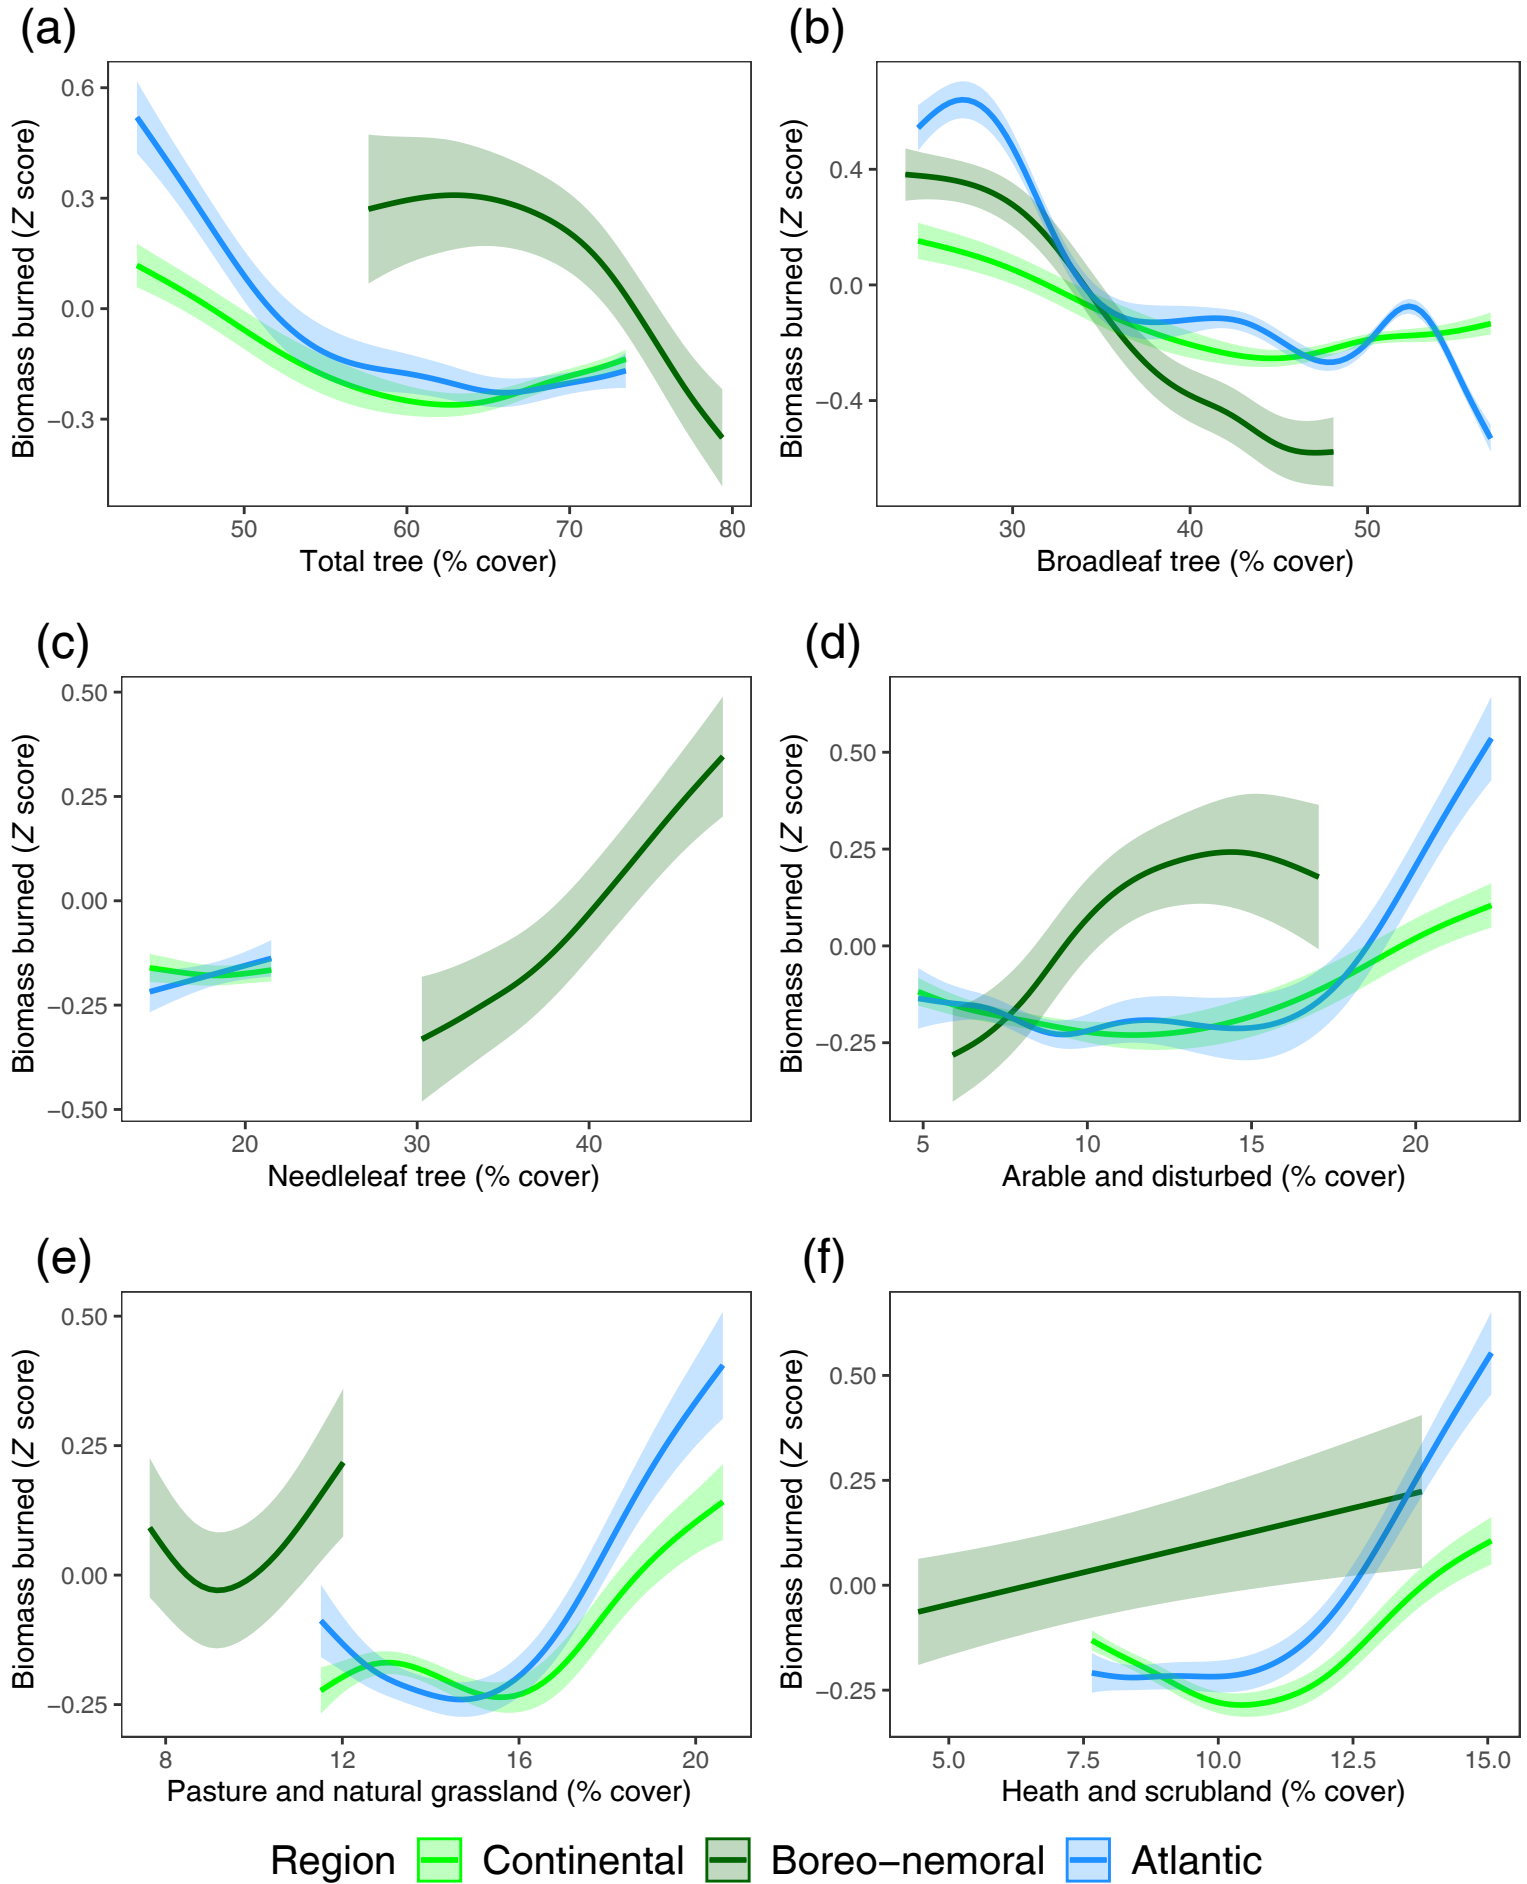 (a)
Biomass burned (Z score)
0.6
0.3
0.0
−0.3
50 60 70 80
Total tree (% cover)
(b)
Biomass burned (Z score)
0.4
0.0
−0.4
30 40 50
Broadleaf tree (% cover)
(c)
Biomass burned (Z score)
0.50
0.25
0.00
−0.25
−0.50
20 30 40
Needleleaf tree (% cover)
(d)
Biomass burned (Z score)
0.50
0.25
0.00
−0.25
5 10 15 20
Arable and disturbed (% cover)
(e)
Biomass burned (Z score)
0.50
0.25
0.00
−0.25
8 12 16 20
Pasture and natural grassland (% cover)
(f)
Biomass burned (Z score)
0.50
0.25
0.00
−0.25
5.0 7.5 10.0 12.5 15.0
Heath and scrubland (% cover)
Region Continental Boreo−nemoral Atlantic